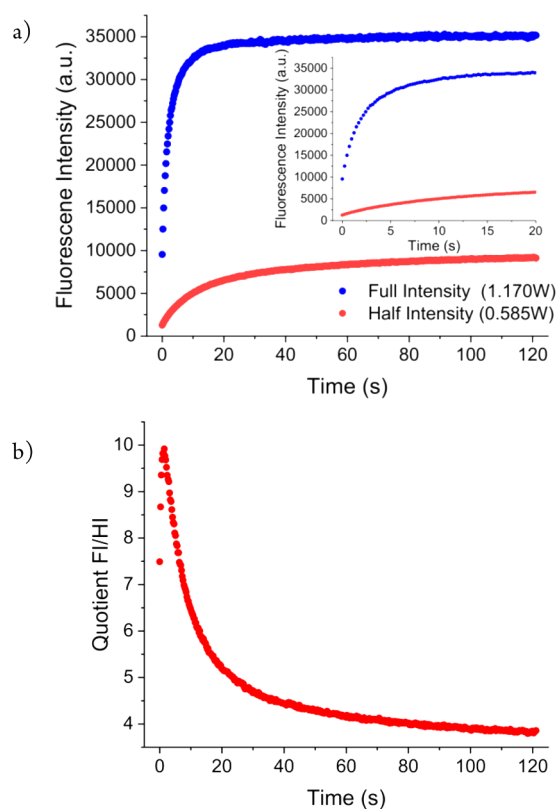 a)
Fluorescene Intensity (a.u.)
35000
30000
25000
20000
15000
10000
5000
0
0 20 40 60 80 100 120
Time (s)
Fluorescence Intensity (a.u.)
35000
30000
25000
20000
15000
10000
5000
0
0 5 10 15 20
Time (s)
Full Intensity (1.170W)
Half Intensity (0.585W)
b)
Quotient FI/HI
10
9
8
7
6
5
4
0 20 40 60 80 100 120
Time (s)